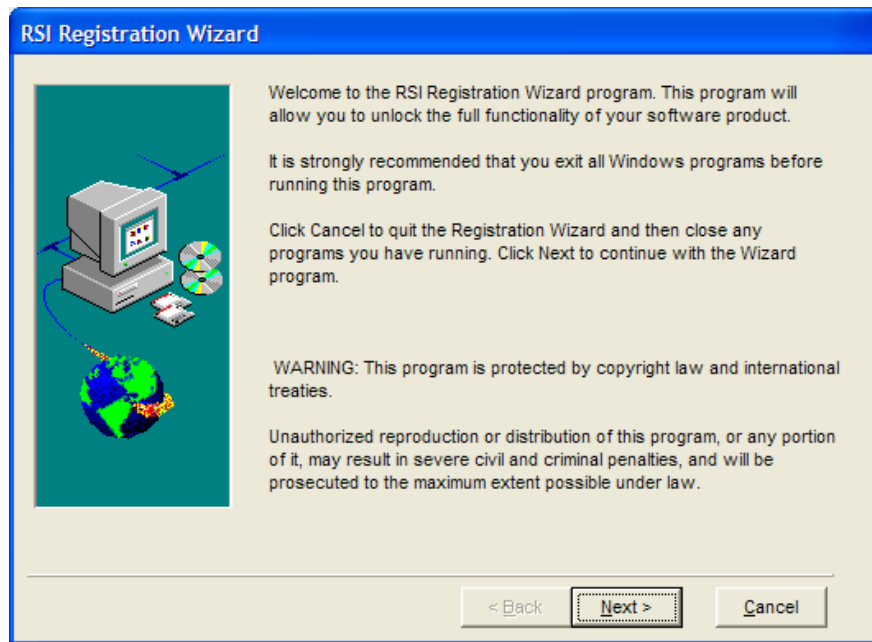 RSI Registration Wizard
Welcome to the RSI Registration Wizard program. This program will
allow you to unlock the full functionality of your software product.
It is strongly recommended that you exit all Windows programs before
running this program.
Click Cancel to quit the Registration Wizard and then close any
programs you have running. Click Next to continue with the Wizard
program.
WARNING: This program is protected by copyright law and international
treaties.
Unauthorized reproduction or distribution of this program, or any portion
of it, may result in severe civil and criminal penalties, and will be
prosecuted to the maximum extent possible under law.
< Back Next > Cancel